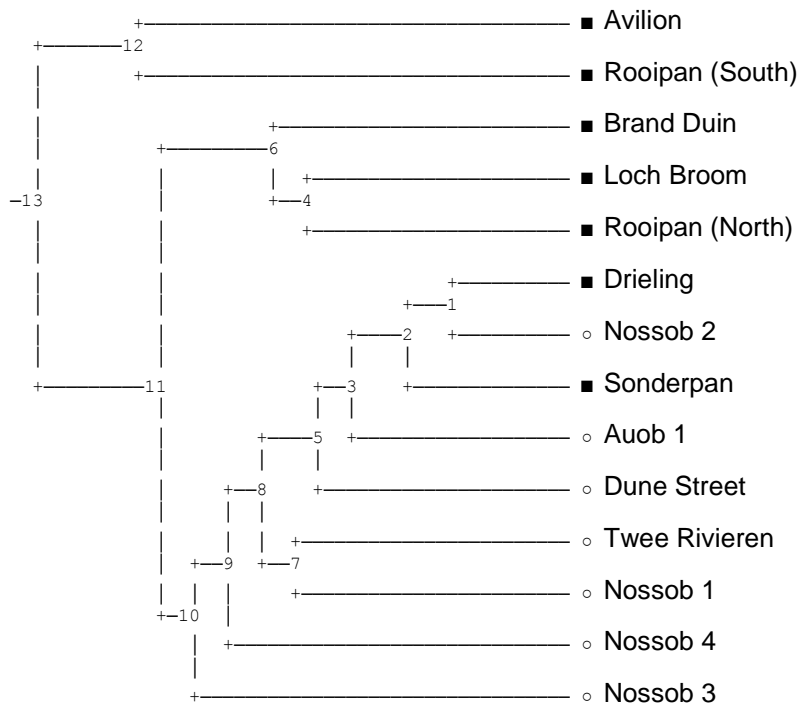 +—————————————————— ■ Avilion
+———————12
+—————————————————— ■ Rooipan (South)
+—————————————————— ■ Brand Duin
+—————————6
+—————————————————— ■ Loch Broom
—13
+——4
+—————————————————— ■ Rooipan (North)
+—————————————————— ■ Drieling
+———1
+————2
+—————————————————— ○ Nossob 2
+—————————11
+——3
+—————————————————— ■ Sonderpan
+————5
+—————————————————— ○ Auob 1
+——8
+—————————————————— ○ Dune Street
+—————————————————— ○ Twee Rivieren
+——9
+——7
+—————————————————— ○ Nossob 1
+—10
+—————————————————— ○ Nossob 4
+—————————————————— ○ Nossob 3